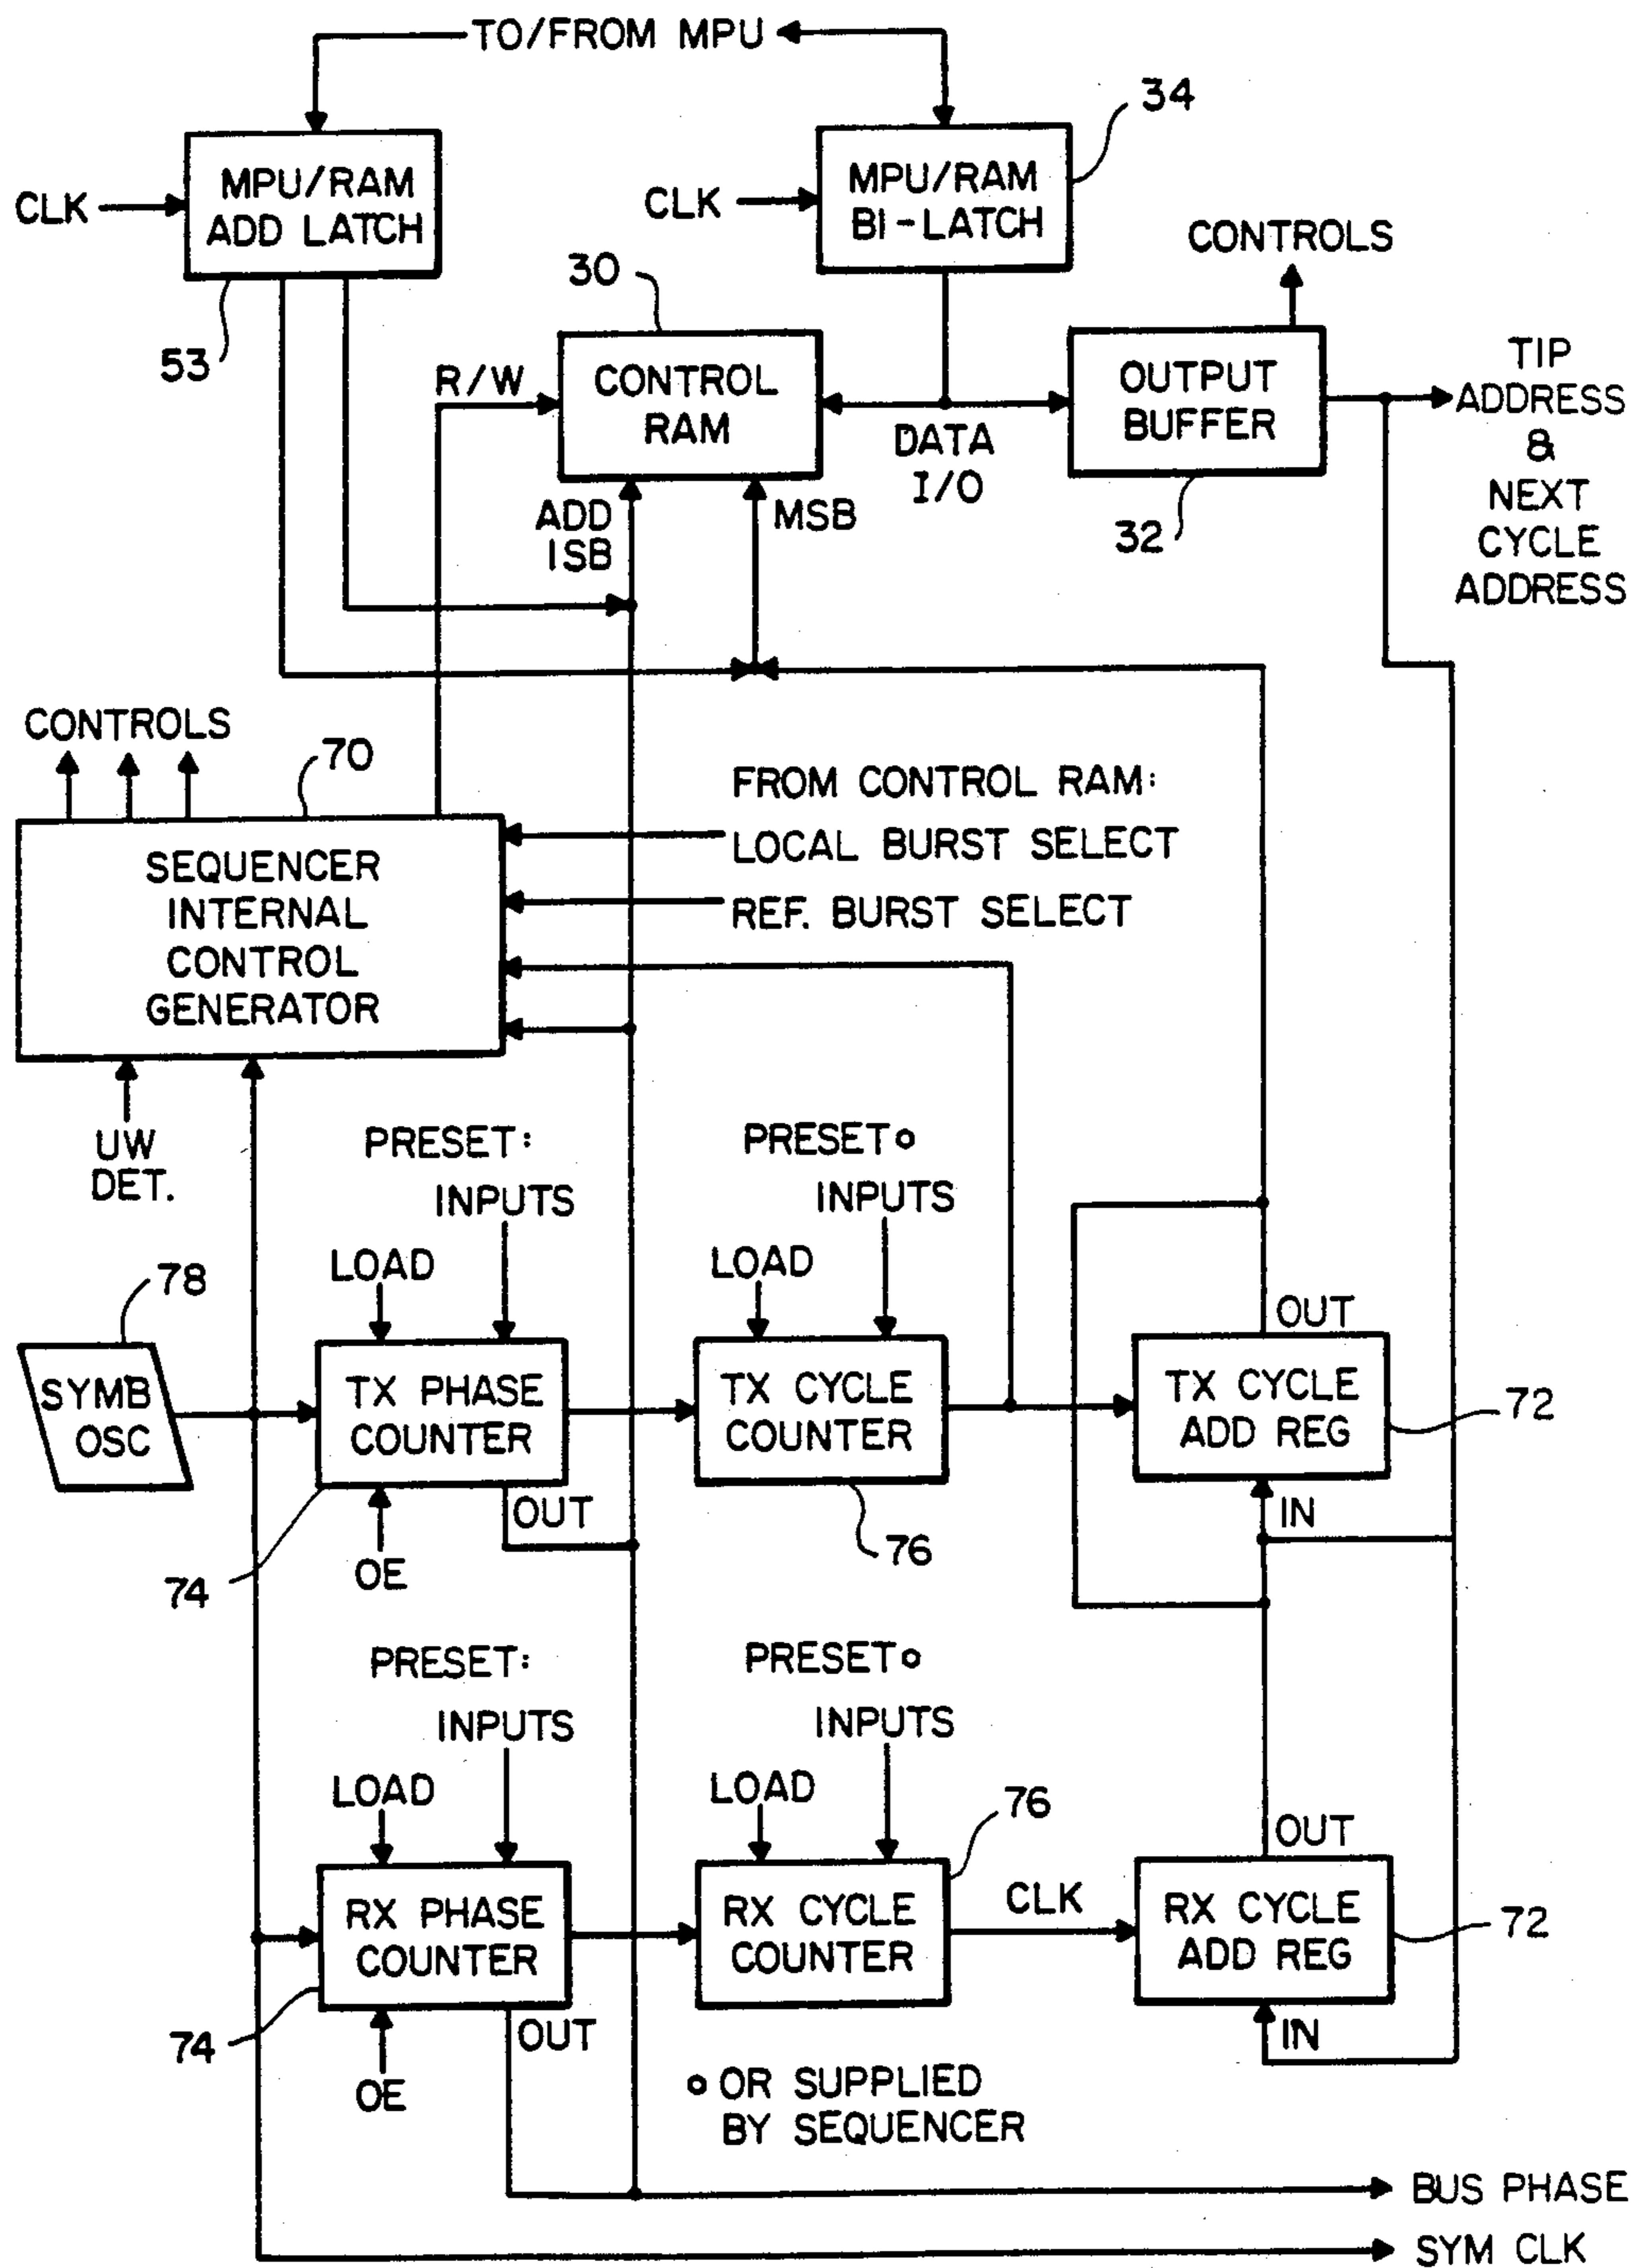 TO/FROM MPU
34
MPU/RAM
ADD LATCH
CLK
53
MPU/RAM
BI-LATCH
CLK
CONTROLS
30
CONTROL
RAM
R/W
DATA
I/O
OUTPUT
BUFFER
32
TIP
ADDRESS
&
NEXT
CYCLE
ADDRESS
ADD
ISB
MSB
CONTROLS
70
FROM CONTROL RAM:
LOCAL BURST SELECT
REF. BURST SELECT
SEQUENCER
INTERNAL
CONTROL
GENERATOR
UW
DET.
PRESET:
INPUTS
LOAD
PRESET°
INPUTS
LOAD
78
SYMB
OSC
TX PHASE
COUNTER
OUT
OE
74
TX CYCLE
COUNTER
76
OUT
TX CYCLE
ADD REG
72
IN
PRESET:
INPUTS
LOAD
PRESET°
INPUTS
LOAD
76
RX PHASE
COUNTER
OUT
OE
74
RX CYCLE
COUNTER
CLK
OUT
RX CYCLE
ADD REG
72
IN
° OR SUPPLIED
BY SEQUENCER
BUS PHASE
SYM CLK